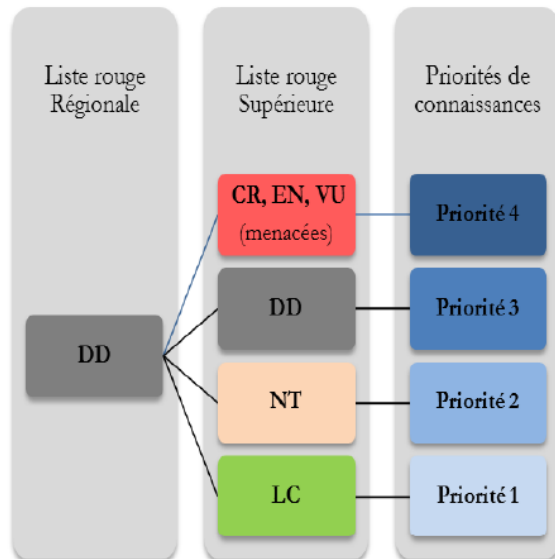 Liste rouge
Régionale
Liste rouge
Supérieure
Priorités de
connaissances
DD
CR, EN, VU
(menacées)
DD
NT
LC
Priorité 4
Priorité 3
Priorité 2
Priorité 1